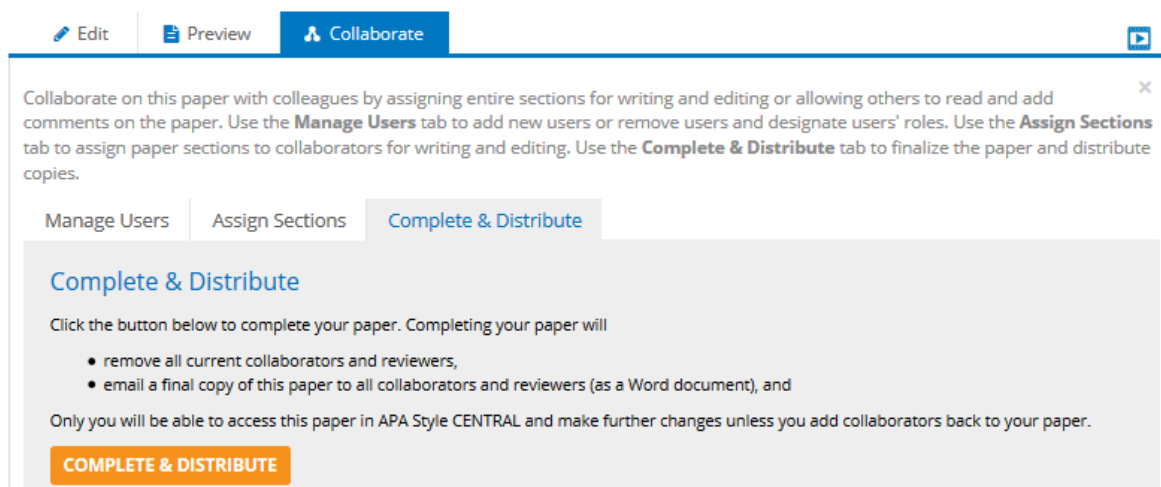 Edit Preview Collaborate
×
Collaborate on this paper with colleagues by assigning entire sections for writing and editing or allowing others to read and add
comments on the paper. Use the Manage Users tab to add new users or remove users and designate users' roles. Use the Assign Sections
tab to assign paper sections to collaborators for writing and editing. Use the Complete & Distribute tab to finalize the paper and distribute
copies.
Manage Users Assign Sections Complete & Distribute
Complete & Distribute
Click the button below to complete your paper. Completing your paper will
• remove all current collaborators and reviewers,
• email a final copy of this paper to all collaborators and reviewers (as a Word document), and
Only you will be able to access this paper in APA Style CENTRAL and make further changes unless you add collaborators back to your paper.
COMPLETE & DISTRIBUTE